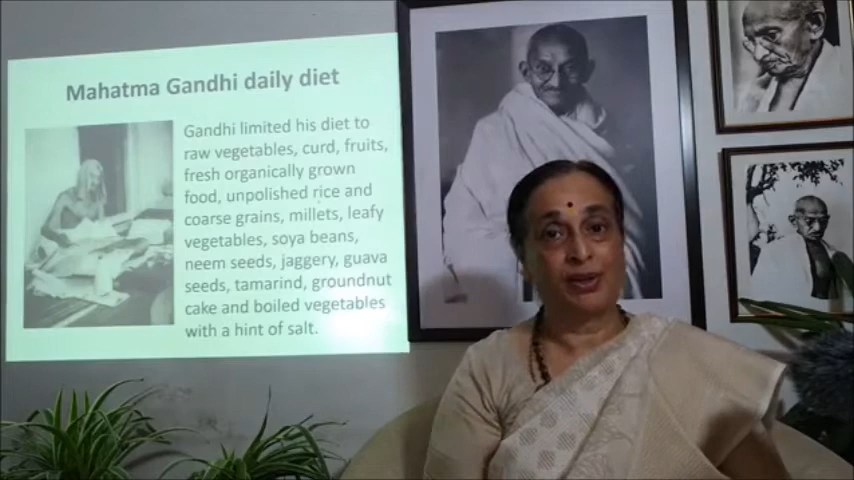 Mahatma Gandhi daily diet
Gandhi limited his diet to
raw vegetables, curd, fruits,
fresh organically grown
food, unpolished rice and
coarse grains, millets, leafy
vegetables, soya beans,
neem seeds, jaggery, guava
seeds, tamarind, groundnut
cake and boiled vegetables
with a hint of salt.